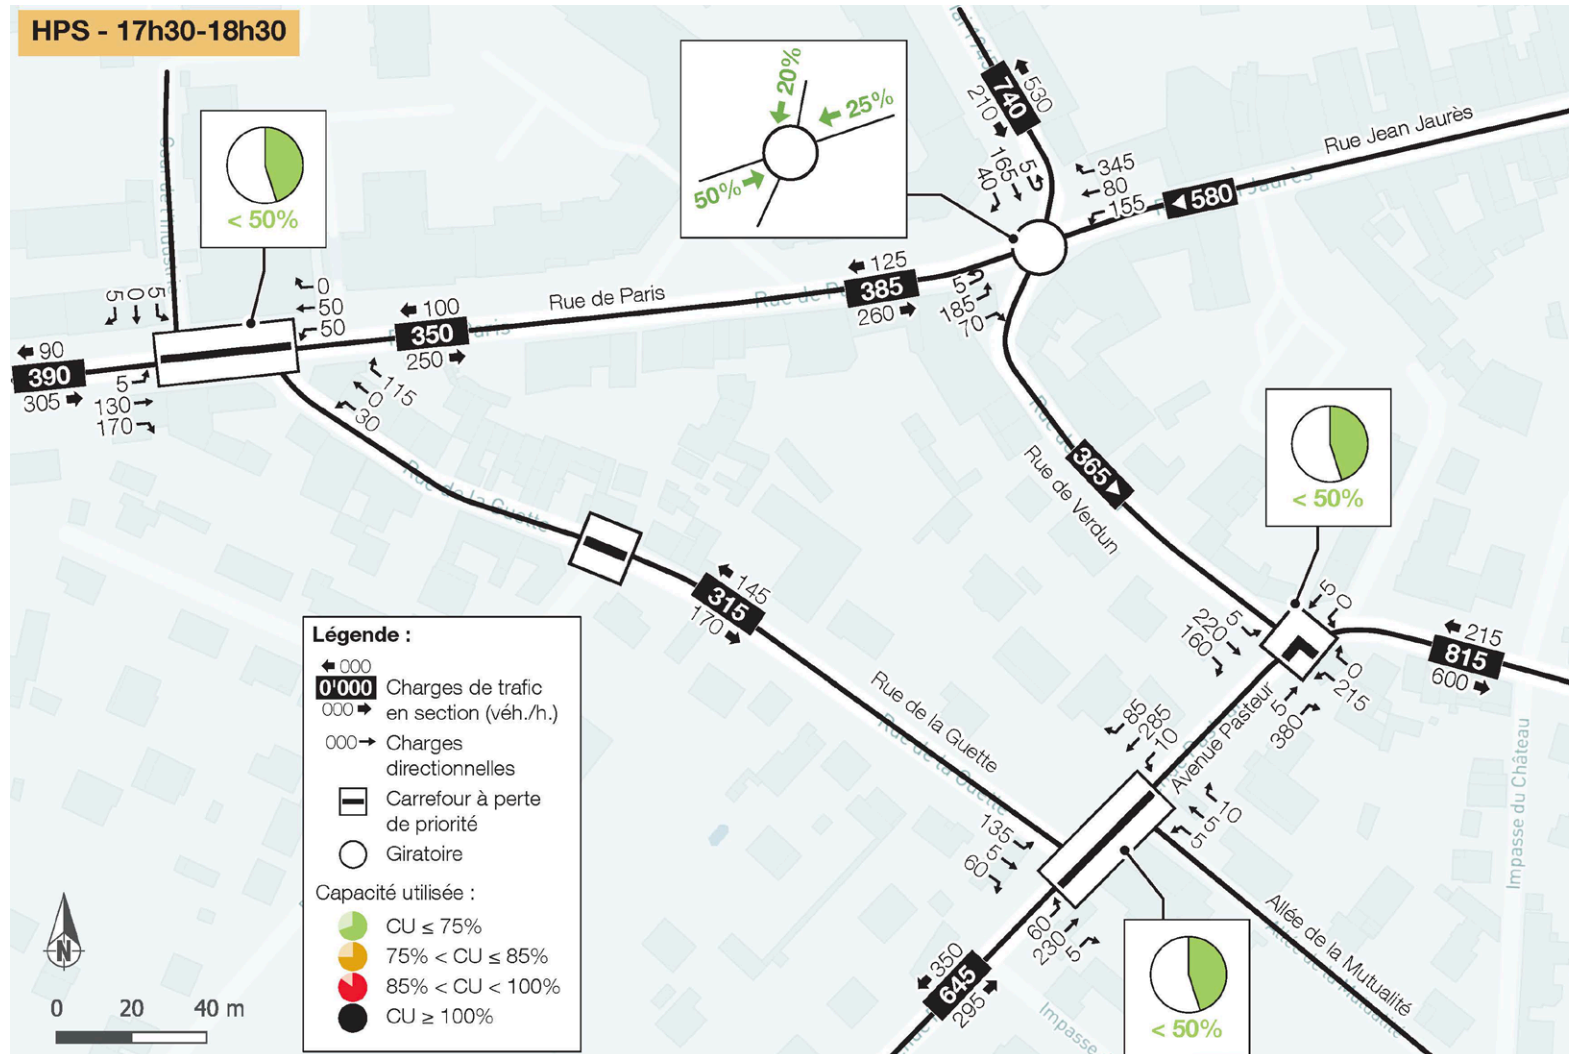 HPS - 17h30-18h30
< 50%
20%
25%
50%
740
530
210
165
5
40
345
80
155
580
Rue Jean Jaurès
125
385
260
5
185
70
Rue de Paris
100
350
250
0
50
50
5
0
5
90
390
305
5
130
170
115
0
30
Rue de la Guette
365
Rue de Verdun
< 50%
5
0
5
220
160
215
815
600
0
215
5
380
145
315
170
Rue de la Guette
Rue de la Guette
Avenue Pasteur
85
285
10
10
5
5
135
5
60
60
230
5
350
645
295
< 50%
Allée de la Mutualité
Impasse du Château
Impasse
Légende :
000
0'000
000
Charges de trafic
en section (véh./h.)
000
Charges
directionnelles
Carrefour à perte
de priorité
Giratoire
Capacité utilisée :
CU ≤ 75%
75% < CU ≤ 85%
85% < CU < 100%
CU ≥ 100%
N
0 20 40 m